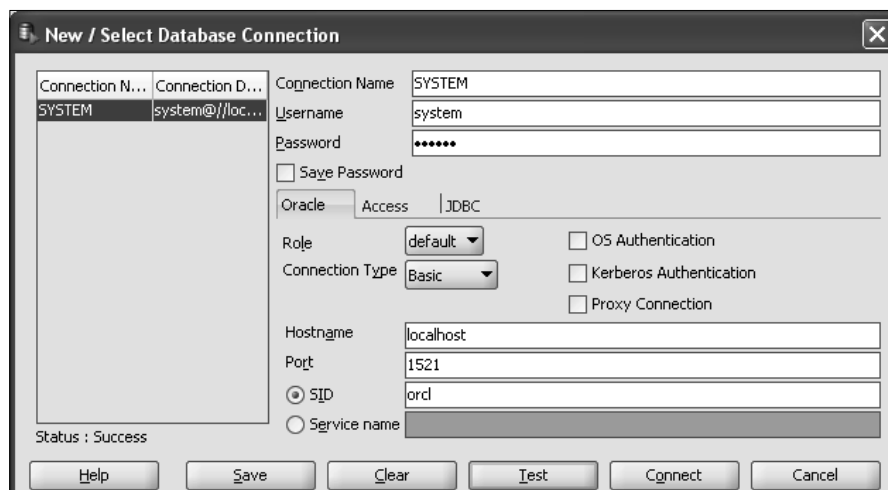 New / Select Database Connection
Connection N... Connection D...
SYSTEM system@//loc...
Status : Success
Connection Name SYSTEM
Username system
Password ••••••
Save Password
Oracle Access JDBC
Role default OS Authentication
Connection Type Basic Kerberos Authentication
Proxy Connection
Hostname localhost
Port 1521
SID orcl
Service name
Help Save Clear Test Connect Cancel